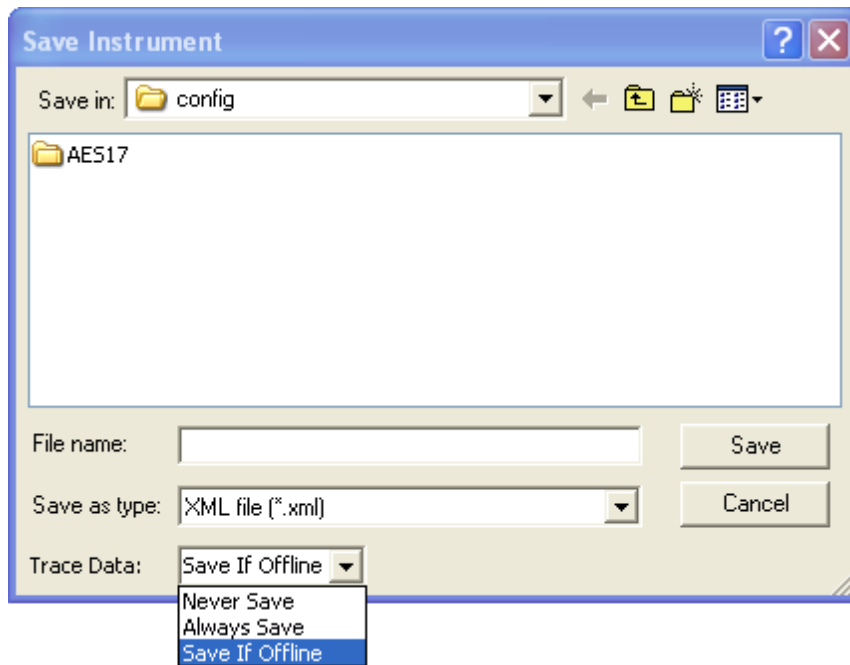 Save Instrument
Save in: config
AES17
File name: Save
Save as type: XML file (*.xml) Cancel
Trace Data: Save If Offline
Never Save
Always Save
Save If Offline